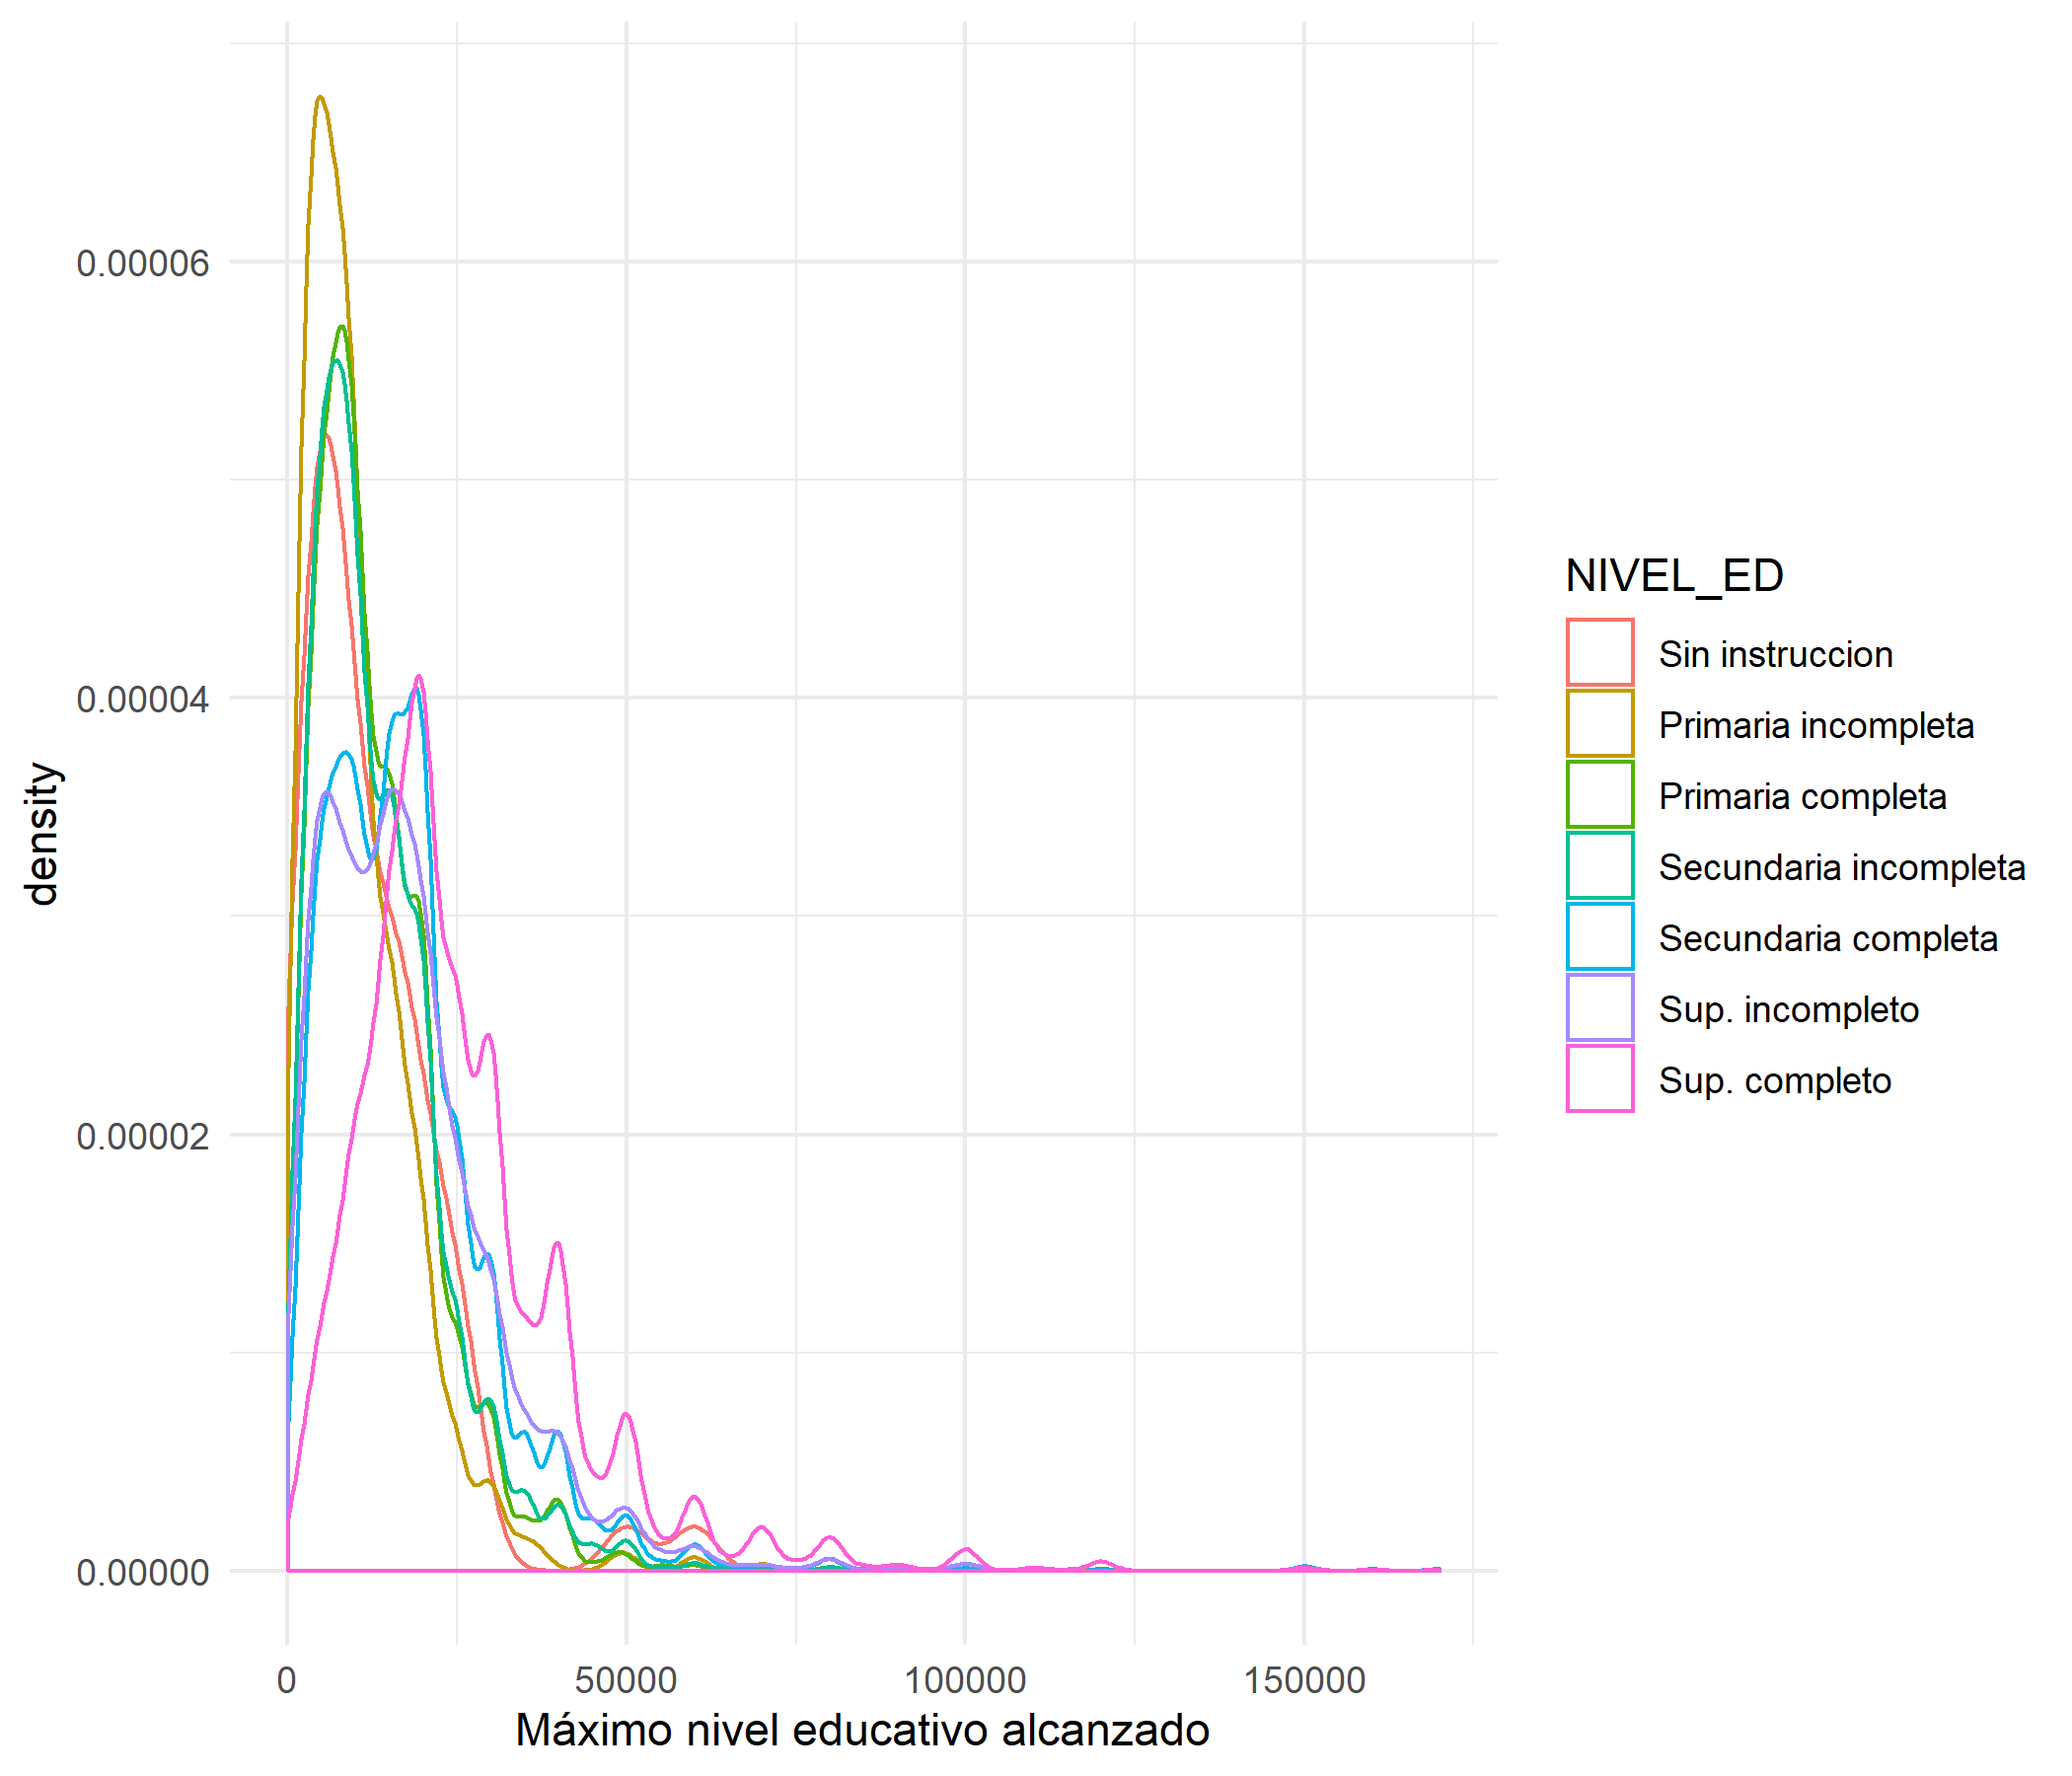 density
0.00006
0.00004
0.00002
0.00000
0 50000 100000 150000
Máximo nivel educativo alcanzado
NIVEL_ED
Sin instruccion
Primaria incompleta
Primaria completa
Secundaria incompleta
Secundaria completa
Sup. incompleto
Sup. completo